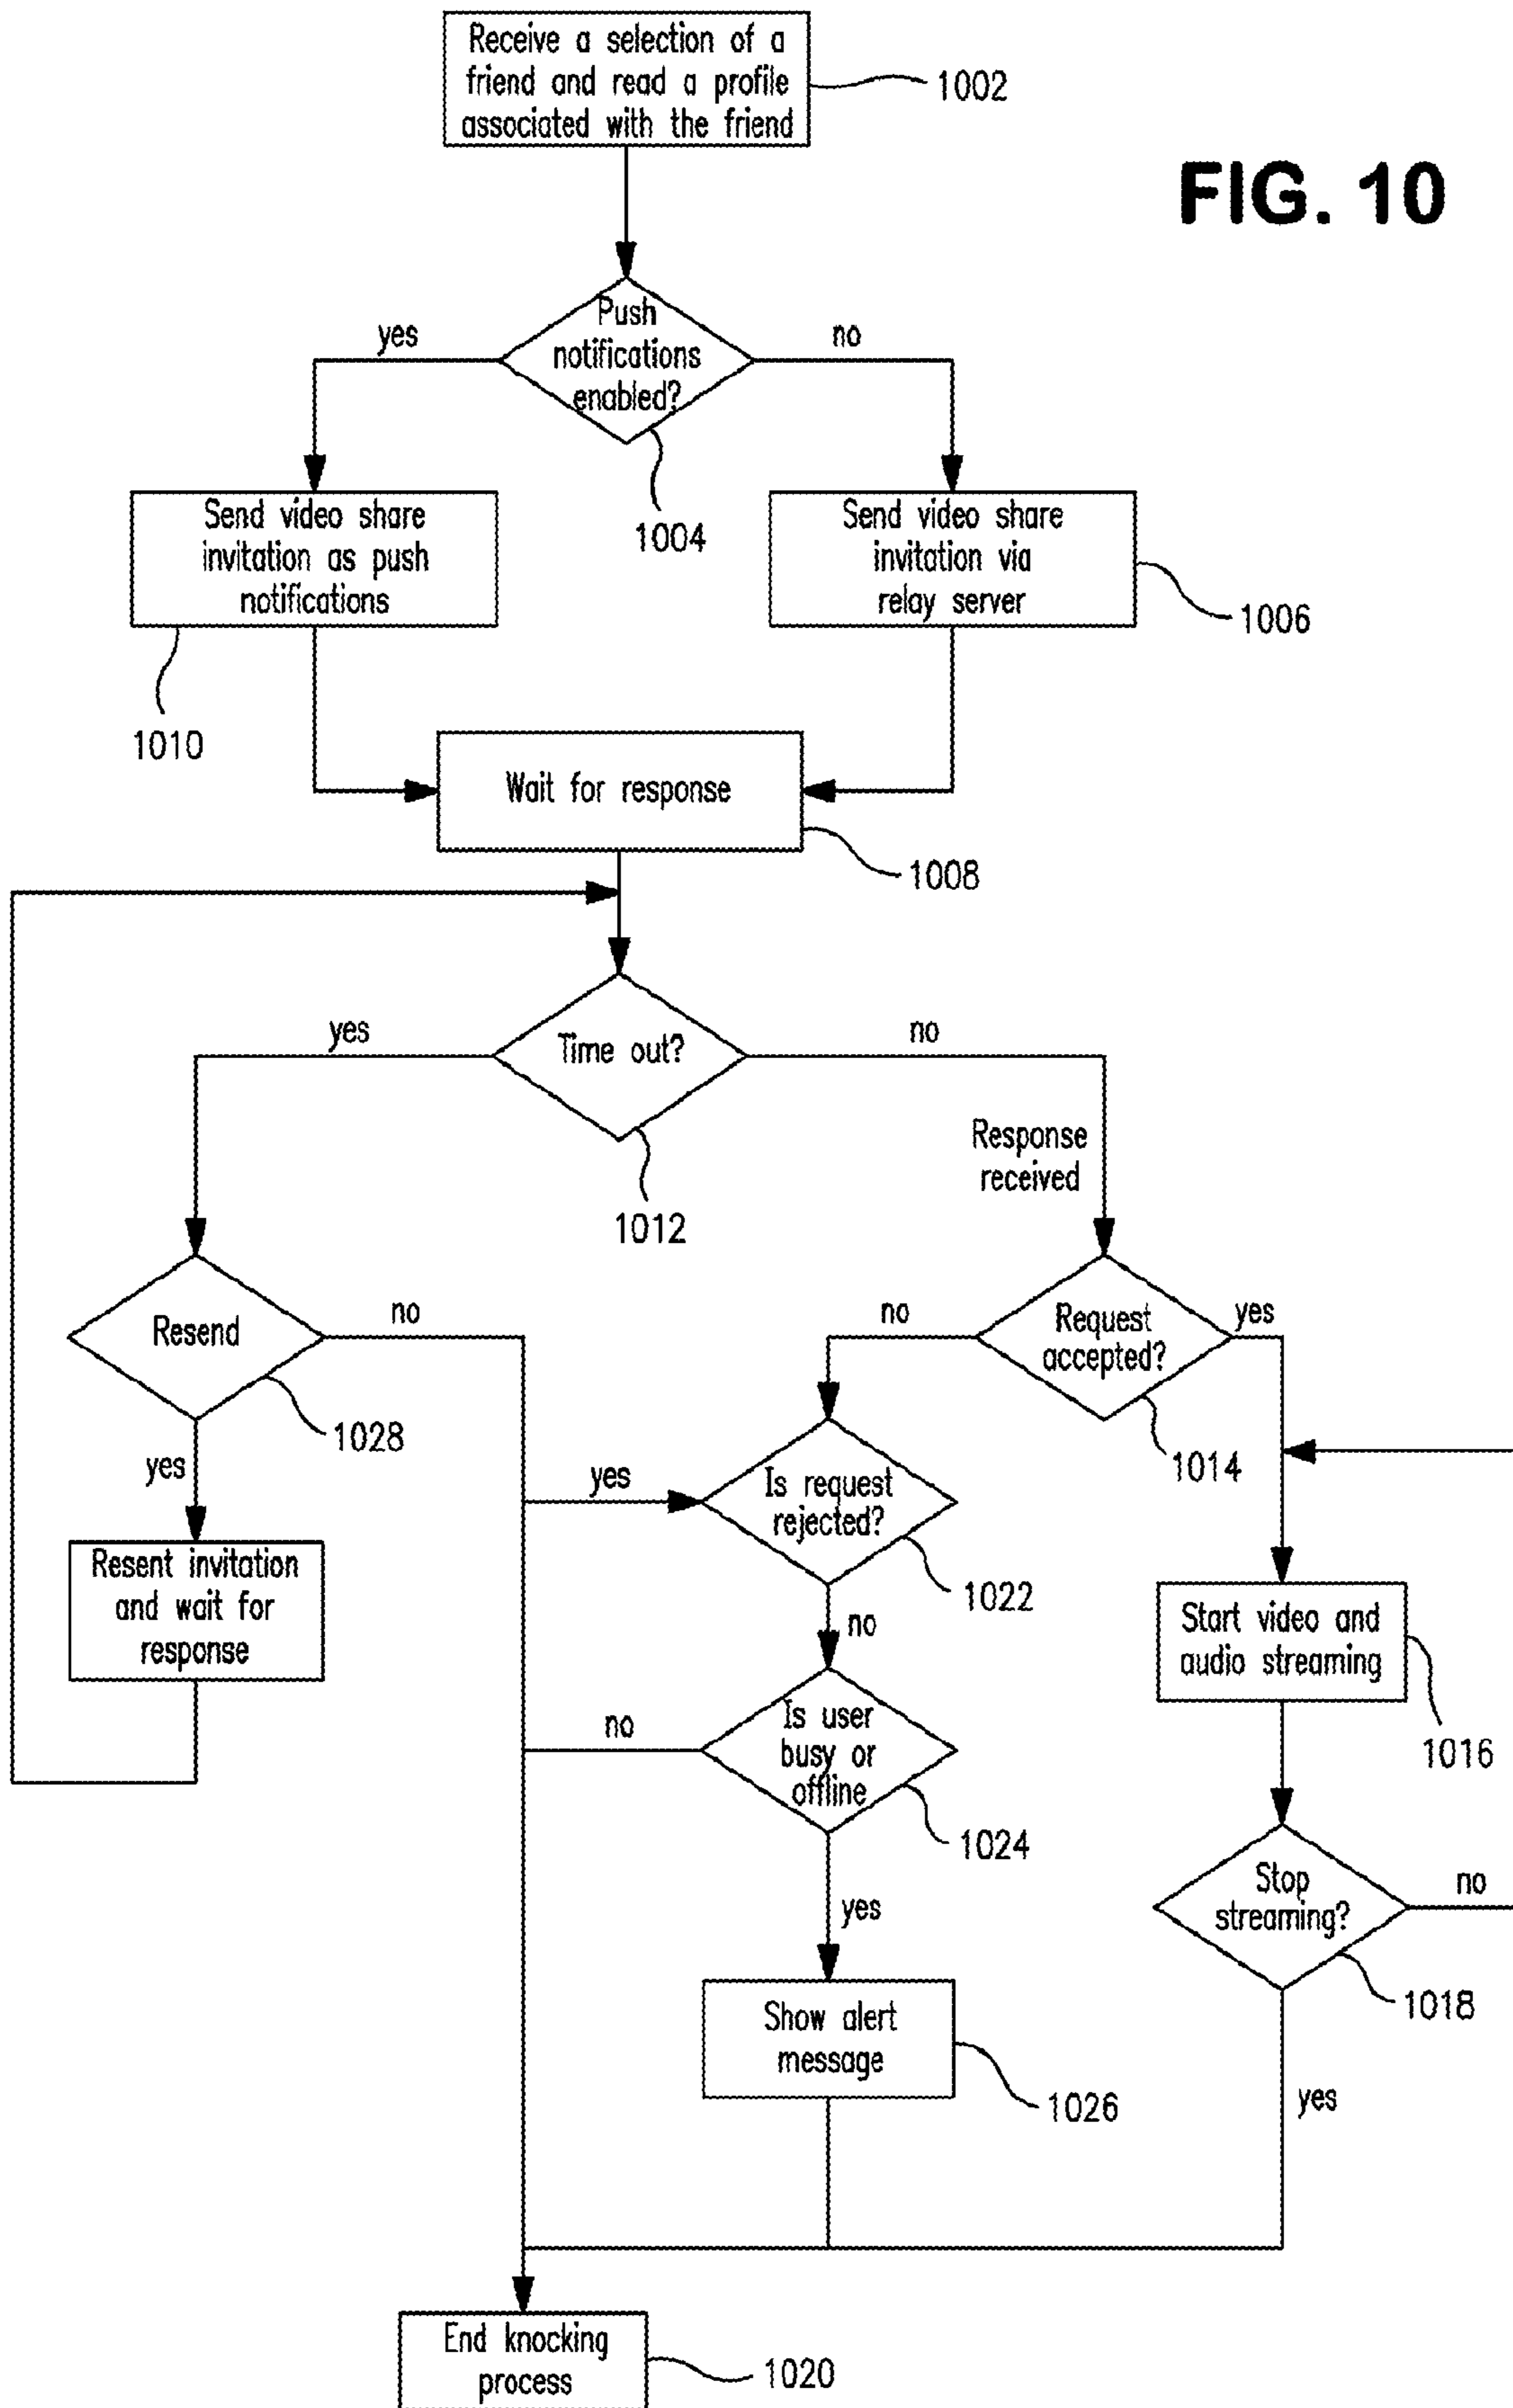 Receive a selection of a
friend and read a profile
associated with the friend
1002
FIG. 10
Push
notifications
enabled?
yes
no
1004
Send video share
invitation as push
notifications
1010
Send video share
invitation via
relay server
1006
Wait for response
1008
Time out?
yes
no
1012
Response
received
Resend
no
1028
yes
Resent invitation
and wait for
response
Request
accepted?
no
yes
1014
Is request
rejected?
yes
1022
no
Start video and
audio streaming
1016
Is user
busy or
offline
no
1024
yes
Stop
streaming?
no
1018
yes
Show alert
message
1026
End knocking
process
1020